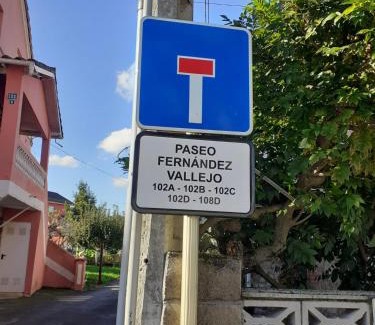 PASEO
FERNÁNDEZ
VALLEJO
102A - 102B - 102C
102D - 108D